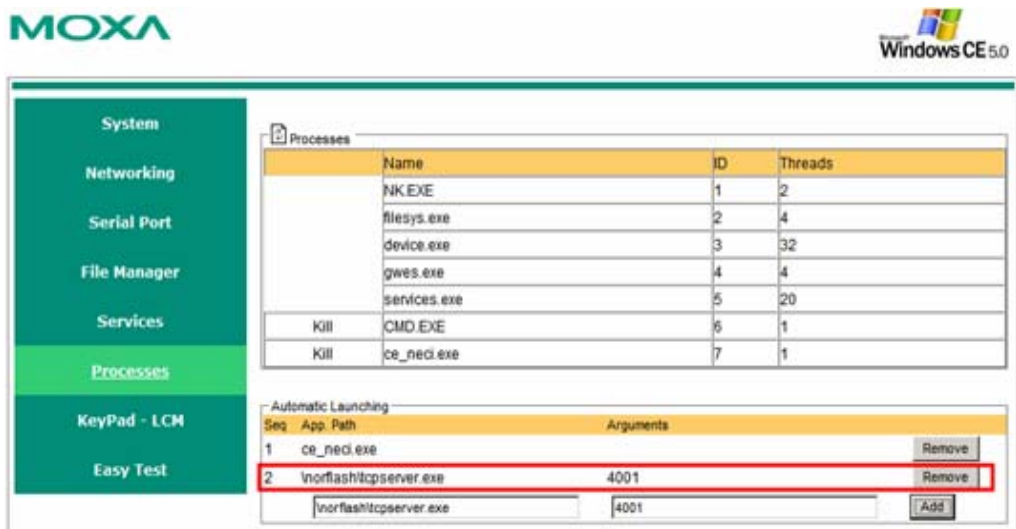 MOXA
Microsoft
Windows CE 5.0
System
Networking
Serial Port
File Manager
Services
Processes
KeyPad - LCM
Easy Test
Processes
Name ID Threads
NK.EXE 1 2
filesys.exe 2 4
device.exe 3 32
gwes.exe 4 4
services.exe 5 20
Kill CMD.EXE 6 1
Kill ce_neci.exe 7 1
Automatic Launching
Seq App. Path Arguments
1 ce_neci.exe Remove
2 \norflash\tcpserver.exe 4001 Remove
\norflash\tcpserver.exe 4001 Add